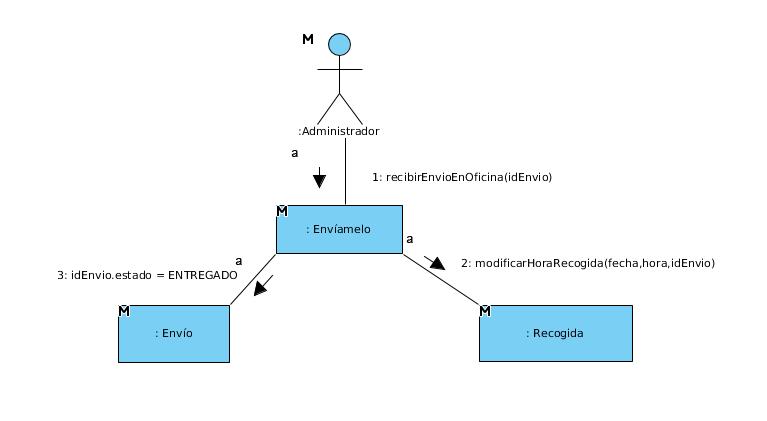 M
:Administrador
a
1: recibirEnvioEnOficina(idEnvio)
M
: Envíamelo
a
a
2: modificarHoraRecogida(fecha,hora,idEnvio)
3: idEnvio.estado = ENTREGADO
M
: Envío
M
: Recogida